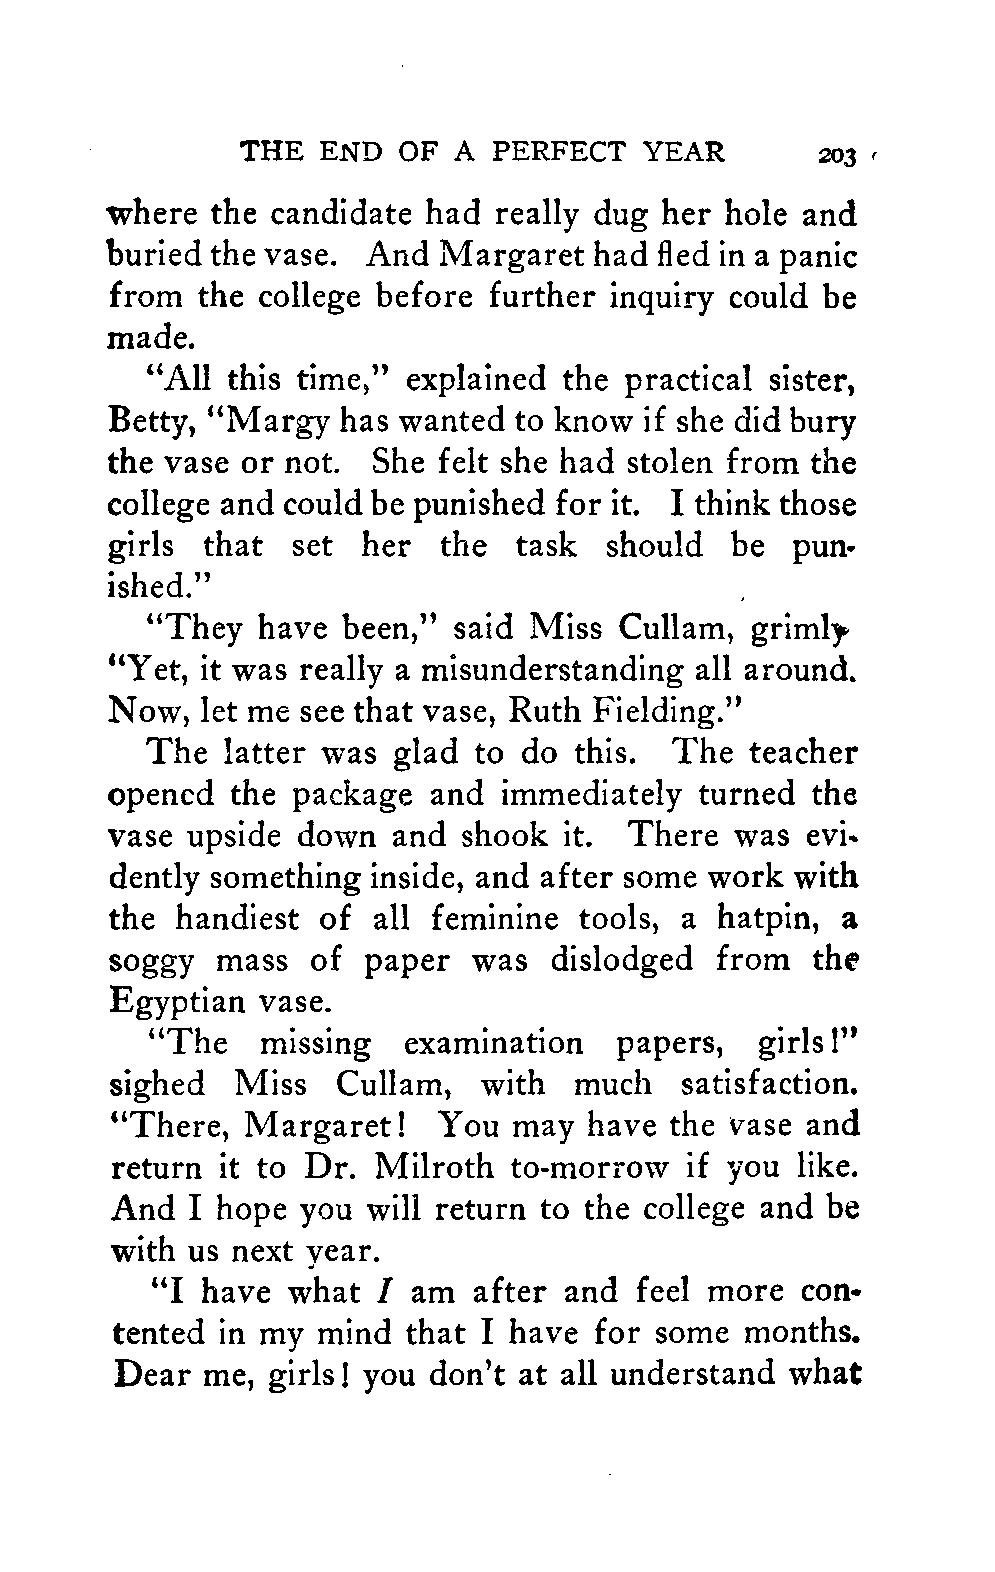 THE END OF A PERFECT YEAR 203
where the candidate had really dug her hole and
buried the vase. And Margaret had fled in a panic
from the college before further inquiry could be
made.
"All this time," explained the practical sister,
Betty, "Margy has wanted to know if she did bury
the vase or not. She felt she had stolen from the
college and could be punished for it. I think those
girls that set her the task should be pun-
ished."
"They have been," said Miss Cullam, grimly
"Yet, it was really a misunderstanding all around.
Now, let me see that vase, Ruth Fielding."
The latter was glad to do this. The teacher
opened the package and immediately turned the
vase upside down and shook it. There was evi-
dently something inside, and after some work with
the handiest of all feminine tools, a hatpin, a
soggy mass of paper was dislodged from the
Egyptian vase.
"The missing examination papers, girls!"
sighed Miss Cullam, with much satisfaction.
"There, Margaret! You may have the vase and
return it to Dr. Milroth to-morrow if you like.
And I hope you will return to the college and be
with us next year.
"I have what I am after and feel more con-
tented in my mind that I have for some months.
Dear me, girls! you don't at all understand what